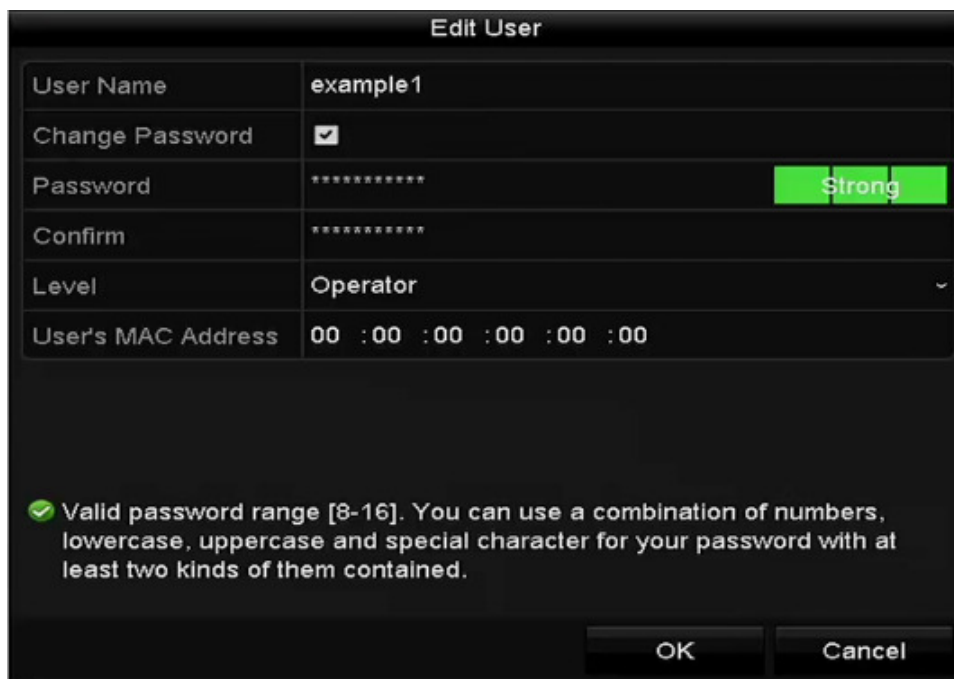 Edit User
User Name example1
Change Password
Password *********** Strong
Confirm ***********
Level Operator
User's MAC Address 00 :00 :00 :00 :00 :00
Valid password range [8-16]. You can use a combination of numbers,
lowercase, uppercase and special character for your password with at
least two kinds of them contained.
OK Cancel